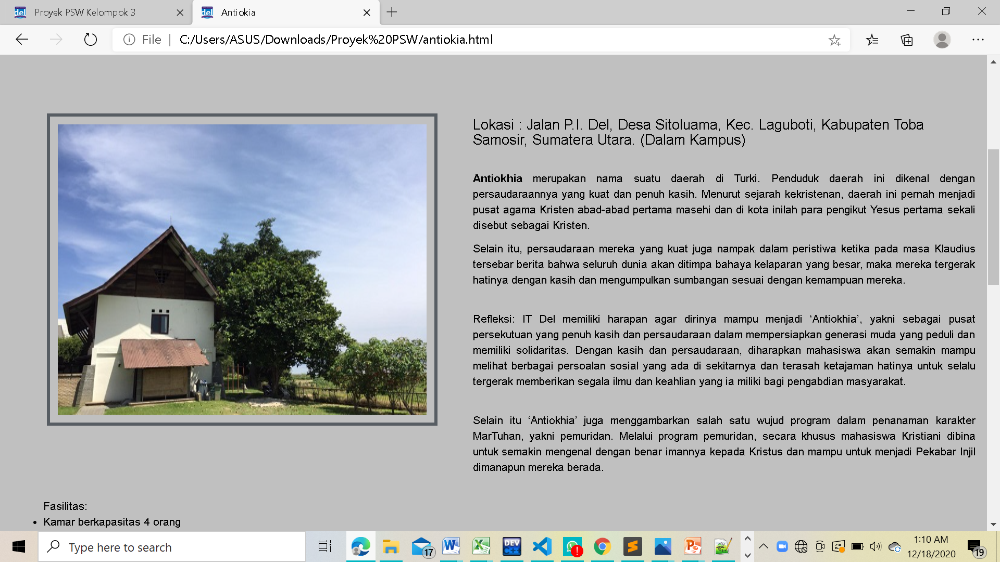 Proyek PSW Kelompok 3
Antiokia
File
C:/Users/ASUS/Downloads/Proyek%20PSW/antiokia.html
Lokasi : Jalan P.I. Del, Desa Sitoluama, Kec. Laguboti, Kabupaten Toba
Samosir, Sumatera Utara. (Dalam Kampus)
Antiokhia merupakan nama suatu daerah di Turki. Penduduk daerah ini dikenal dengan
persaudaraannya yang kuat dan penuh kasih. Menurut sejarah kekristenan, daerah ini pernah menjadi
pusat agama Kristen abad-abad pertama masehi dan di kota inilah para pengikut Yesus pertama sekali
disebut sebagai Kristen.
Selain itu, persaudaraan mereka yang kuat juga nampak dalam peristiwa ketika pada masa Klaudius
tersebar berita bahwa seluruh dunia akan ditimpa bahaya kelaparan yang besar, maka mereka tergerak
hatinya dengan kasih dan mengumpulkan sumbangan sesuai dengan kemampuan mereka.
Refleksi: IT Del memiliki harapan agar dirinya mampu menjadi ‘Antiokhia’, yakni sebagai pusat
persekutuan yang penuh kasih dan persaudaraan dalam mempersiapkan generasi muda yang peduli dan
memiliki solidaritas. Dengan kasih dan persaudaraan, diharapkan mahasiswa akan semakin mampu
melihat berbagai persoalan sosial yang ada di sekitarnya dan terasah ketajaman hatinya untuk selalu
tergerak memberikan segala ilmu dan keahlian yang ia miliki bagi pengabdian masyarakat.
Selain itu ‘Antiokhia’ juga menggambarkan salah satu wujud program dalam penanaman karakter
MarTuhan, yakni pemuridan. Melalui program pemuridan, secara khusus mahasiswa Kristiani dibina
untuk semakin mengenal dengan benar imannya kepada Kristus dan mampu untuk menjadi Pekabar Injil
dimanapun mereka berada.
Fasilitas:
• Kamar berkapasitas 4 orang
Type here to search
17
DEV C++
1:10 AM
12/18/2020
19